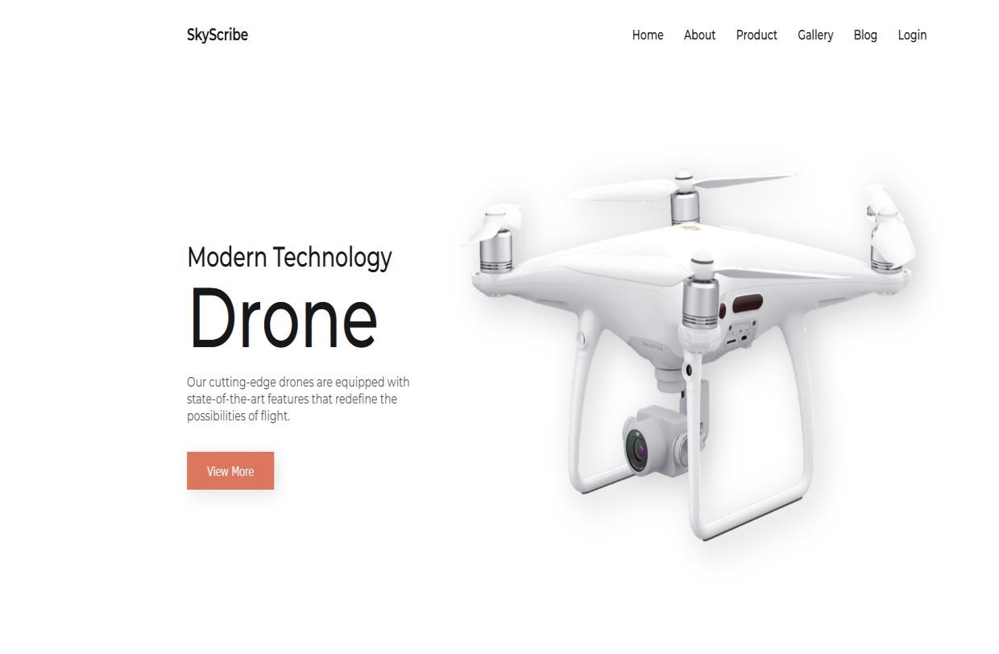 SkyScribe
Home About Product Gallery Blog Login
Modern Technology
Drone
Our cutting-edge drones are equipped with
state-of-the-art features that redefine the
possibilities of flight.
View More
PHANTOM